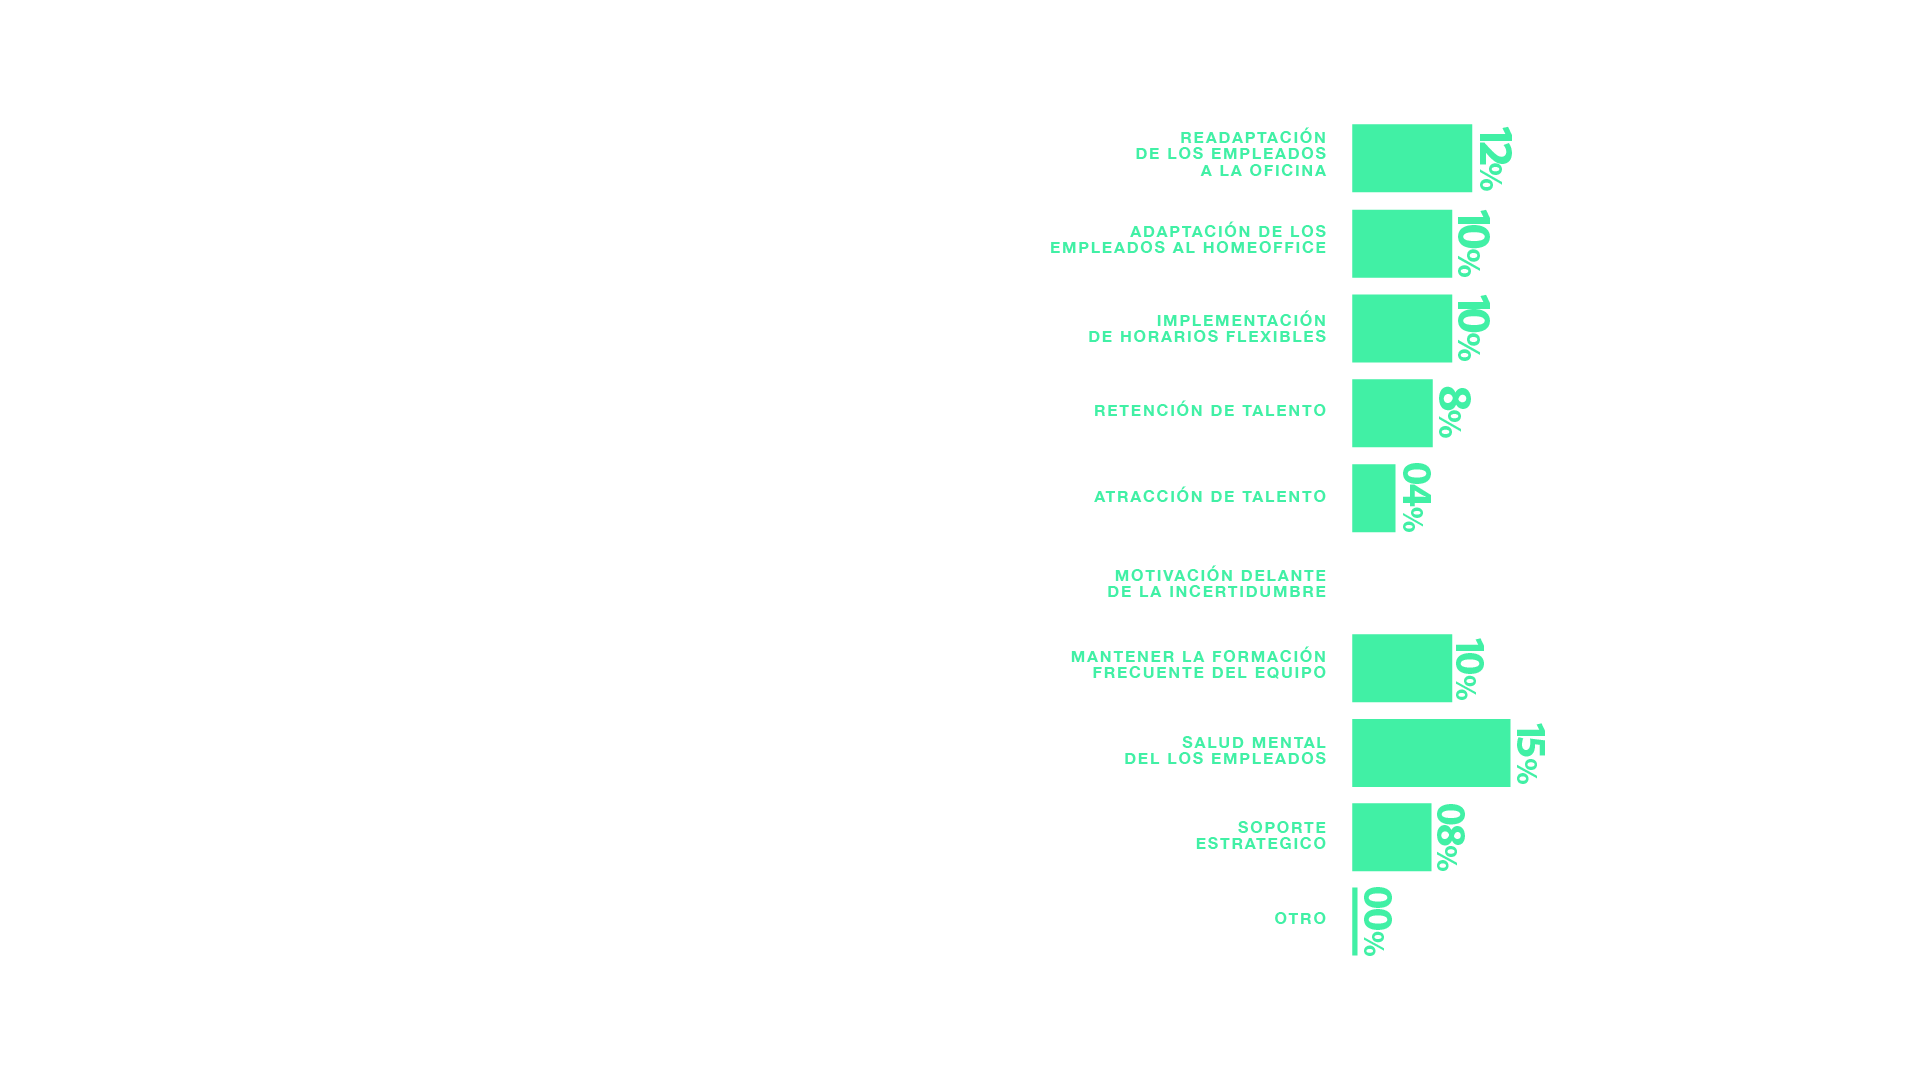 READAPTACIÓN
DE LOS EMPLEADOS
A LA OFICINA
12%
ADAPTACIÓN DE LOS
EMPLEADOS AL HOMEOFFICE
10%
IMPLEMENTACIÓN
DE HORARIOS FLEXIBLES
10%
RETENCIÓN DE TALENTO
8%
ATRACCIÓN DE TALENTO
04%
MOTIVACIÓN DELANTE
DE LA INCERTIDUMBRE
MANTENER LA FORMACIÓN
FRECUENTE DEL EQUIPO
10%
SALUD MENTAL
DEL LOS EMPLEADOS
15%
SOPORTE
ESTRATEGICO
08%
OTRO
00%